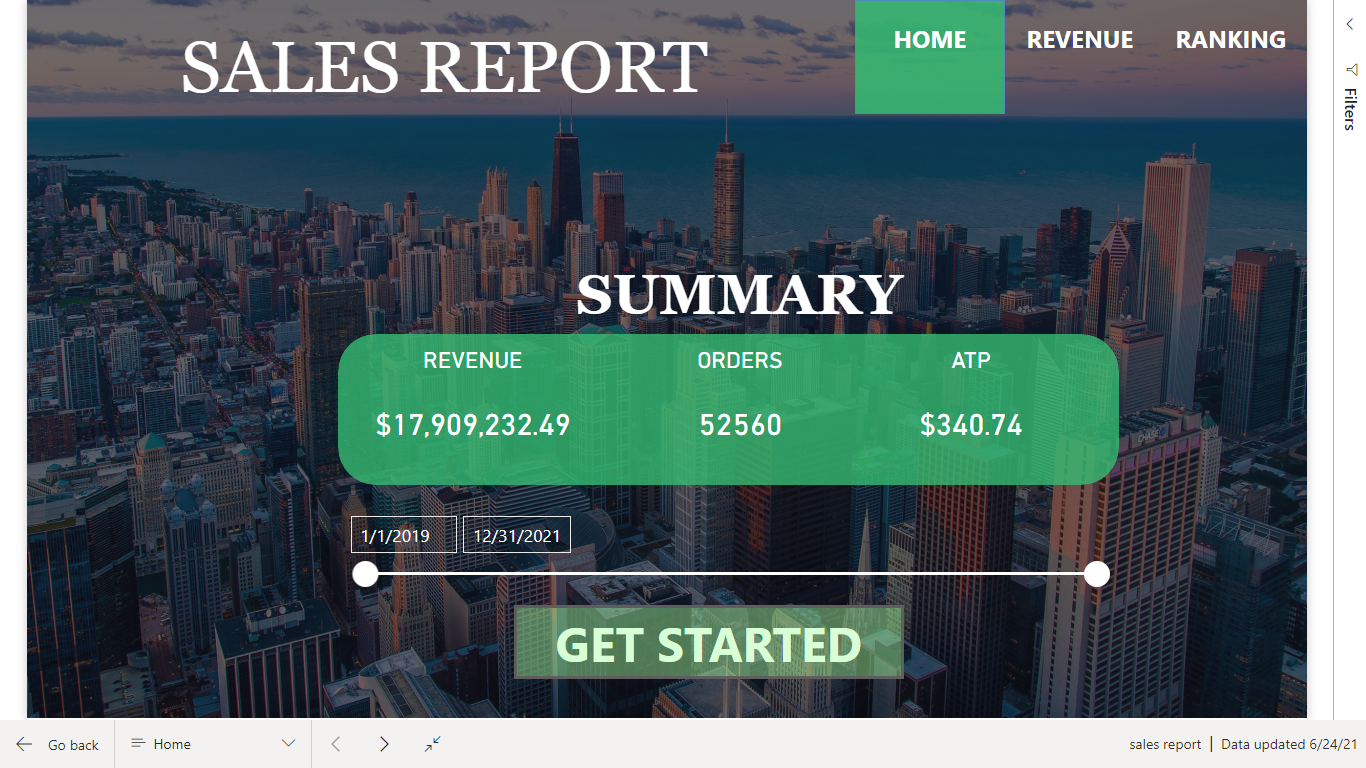 SALES REPORT
HOME REVENUE RANKING
Filters
SUMMARY
REVENUE ORDERS ATP
$17,909,232.49 52560 $340.74
1/1/2019 12/31/2021
GET STARTED
Go back Home sales report | Data updated 6/24/21